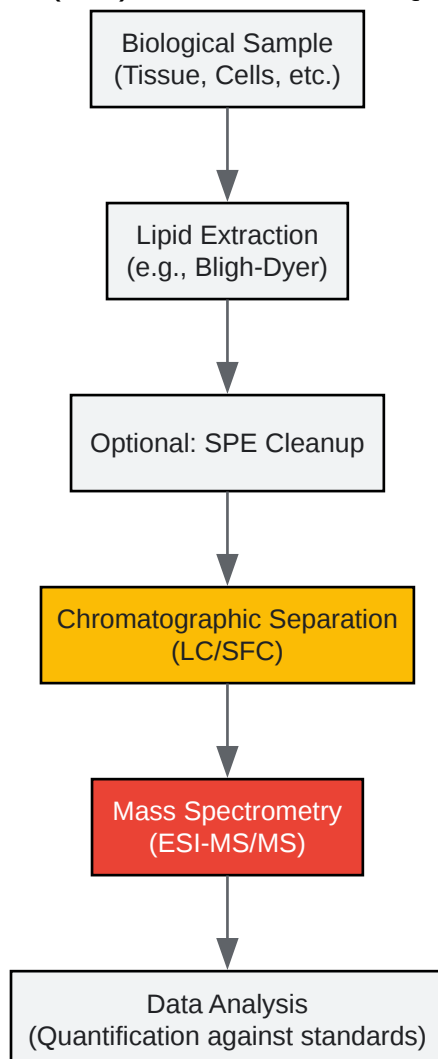 Biological Sample
(Tissue, Cells, etc.)
Lipid Extraction
(e.g., Bligh-Dyer)
Optional: SPE Cleanup
Chromatographic Separation
(LC/SFC)
Mass Spectrometry
(ESI-MS/MS)
Data Analysis
(Quantification against standards)